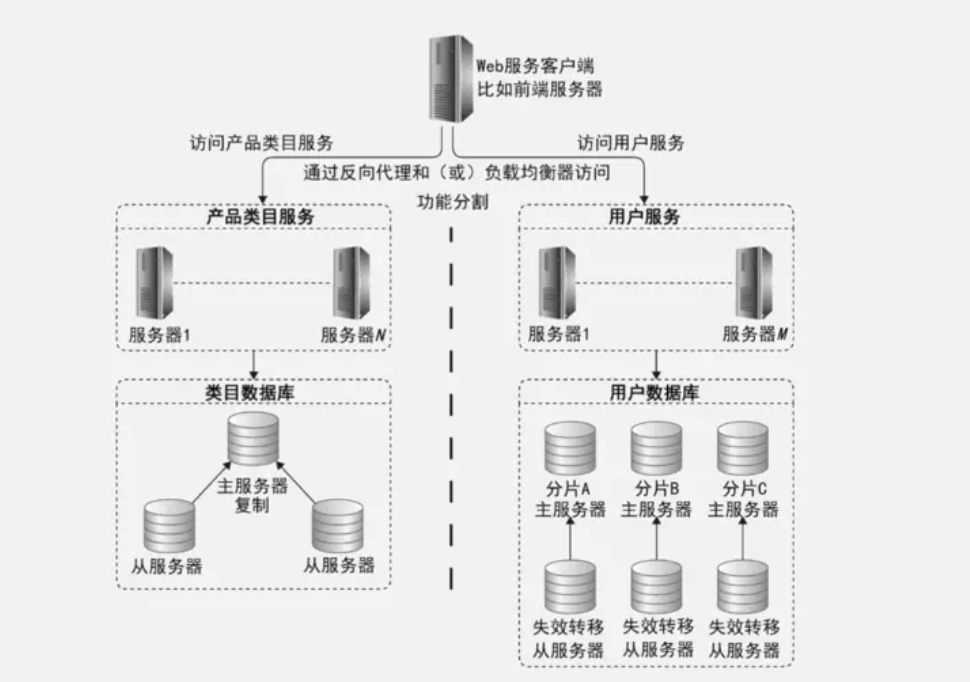 Web服务客户端
比如前端服务器
访问产品类目服务
访问用户服务
通过反向代理和（或）负载均衡器访问
功能分割
产品类目服务
服务器1
服务器N
类目数据库
主服务器
复制
从服务器
从服务器
用户服务
服务器1
服务器M
用户数据库
分片A
主服务器
分片B
主服务器
分片C
主服务器
失效转移
从服务器
失效转移
从服务器
失效转移
从服务器